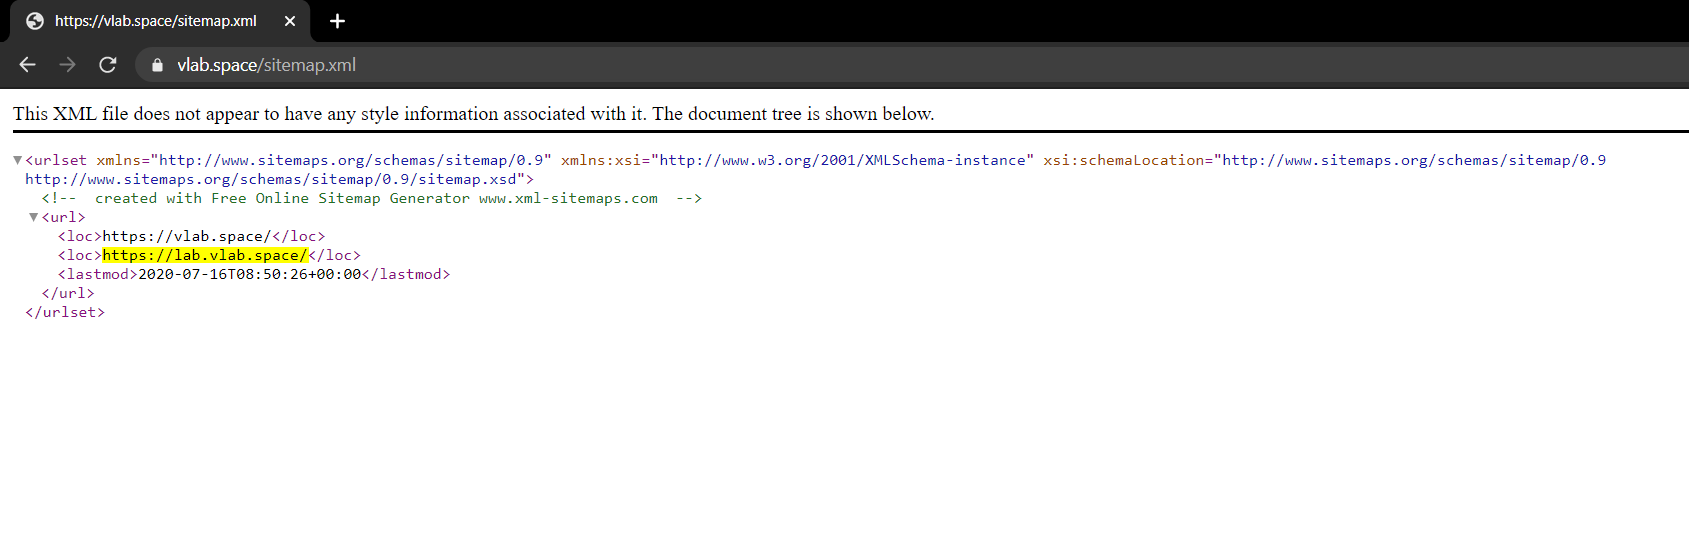 https://vlab.space/sitemap.xml
vlab.space/sitemap.xml
This XML file does not appear to have any style information associated with it. The document tree is shown below.
<urlset xmlns="http://www.sitemaps.org/schemas/sitemap/0.9" xmlns:xsi="http://www.w3.org/2001/XMLSchema-instance" xsi:schemaLocation="http://www.sitemaps.org/schemas/sitemap/0.9
http://www.sitemaps.org/schemas/sitemap/0.9/sitemap.xsd">
<!-- created with Free Online Sitemap Generator www.xml-sitemaps.com -->
<url>
<loc>https://vlab.space/</loc>
<loc>https://lab.vlab.space/</loc>
<lastmod>2020-07-16T08:50:26+00:00</lastmod>
</url>
</urlset>